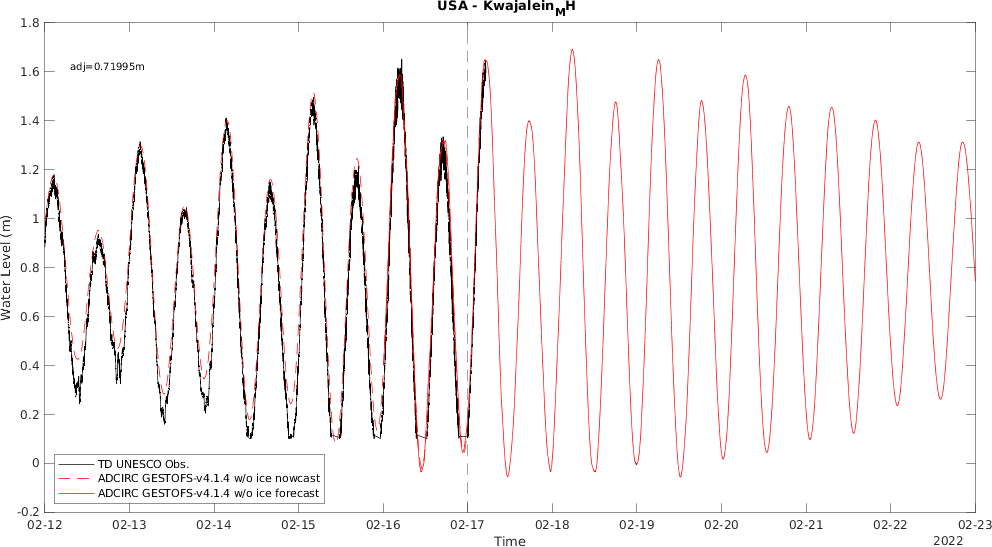 USA - Kwajalein_MH
1.8
1.6
1.4
1.2
1
0.8
0.6
0.4
0.2
0
-0.2
Water Level (m)
adj=0.71995m
TD UNESCO Obs.
ADCIRC GESTOFS-v4.1.4 w/o ice nowcast
ADCIRC GESTOFS-v4.1.4 w/o ice forecast
02-12 02-13 02-14 02-15 02-16 02-17 02-18 02-19 02-20 02-21 02-22 02-23
Time
2022